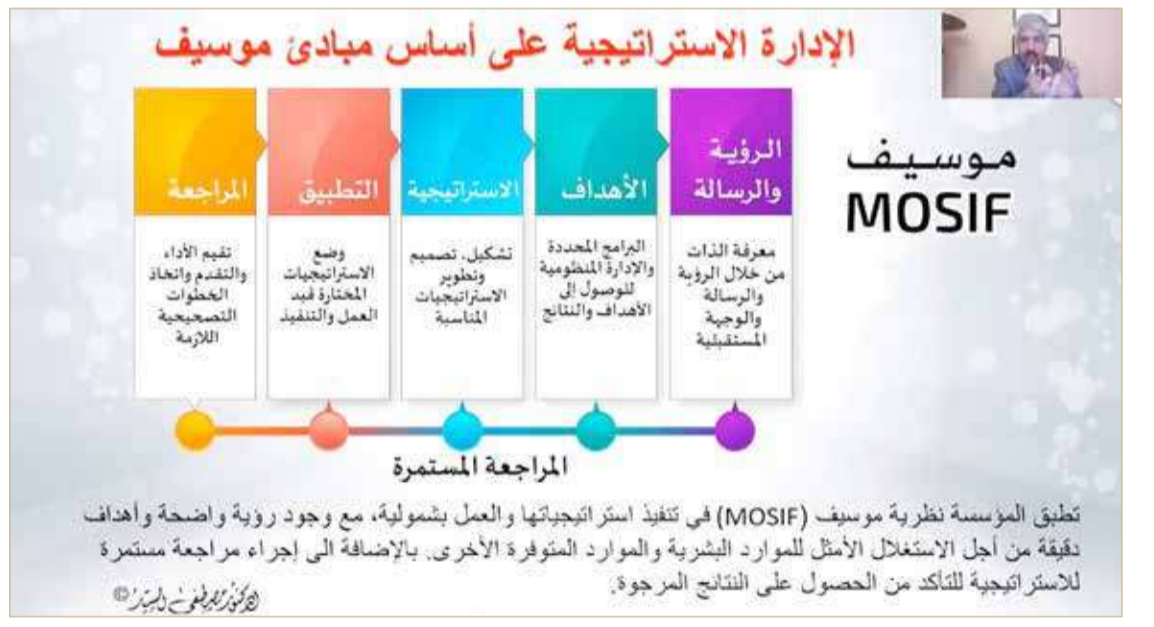 الإدارة الاستراتيجية على أساس مبادئ موسيف
موسيف
MOSIF
الرؤية
والرسالة
معرفة الذات
من خلال الرؤية
والرسالة
والوجهة
المستقبلية
الأهداف
البرامج المحددة
والإدارة المنظومية
للوصول إلى
الأهداف والنتائج
الاستراتيجية
تشكيل، تصميم
وتطوير
الاستراتيجيات
المناسبة
التطبيق
وضع
الاستراتيجيات
المختارة قيد
العمل والتنفيذ
المراجعة
تقيم الأداء
والتقدم واتخاذ
الخطوات
التصحيحية
اللازمة
المراجعة المستمرة
تطبق المؤسسة نظرية موسيف (MOSIF) في تنفيذ استراتيجياتها والعمل بشمولية، مع وجود رؤية واضحة وأهداف
دقيقة من أجل الاستغلال الأمثل للموارد البشرية والموارد المتوفرة الأخرى. بالإضافة الى إجراء مراجعة مستمرة
للاستراتيجية للتأكد من الحصول على النتائج المرجوة.
الدكتور مصطفى السيد ©